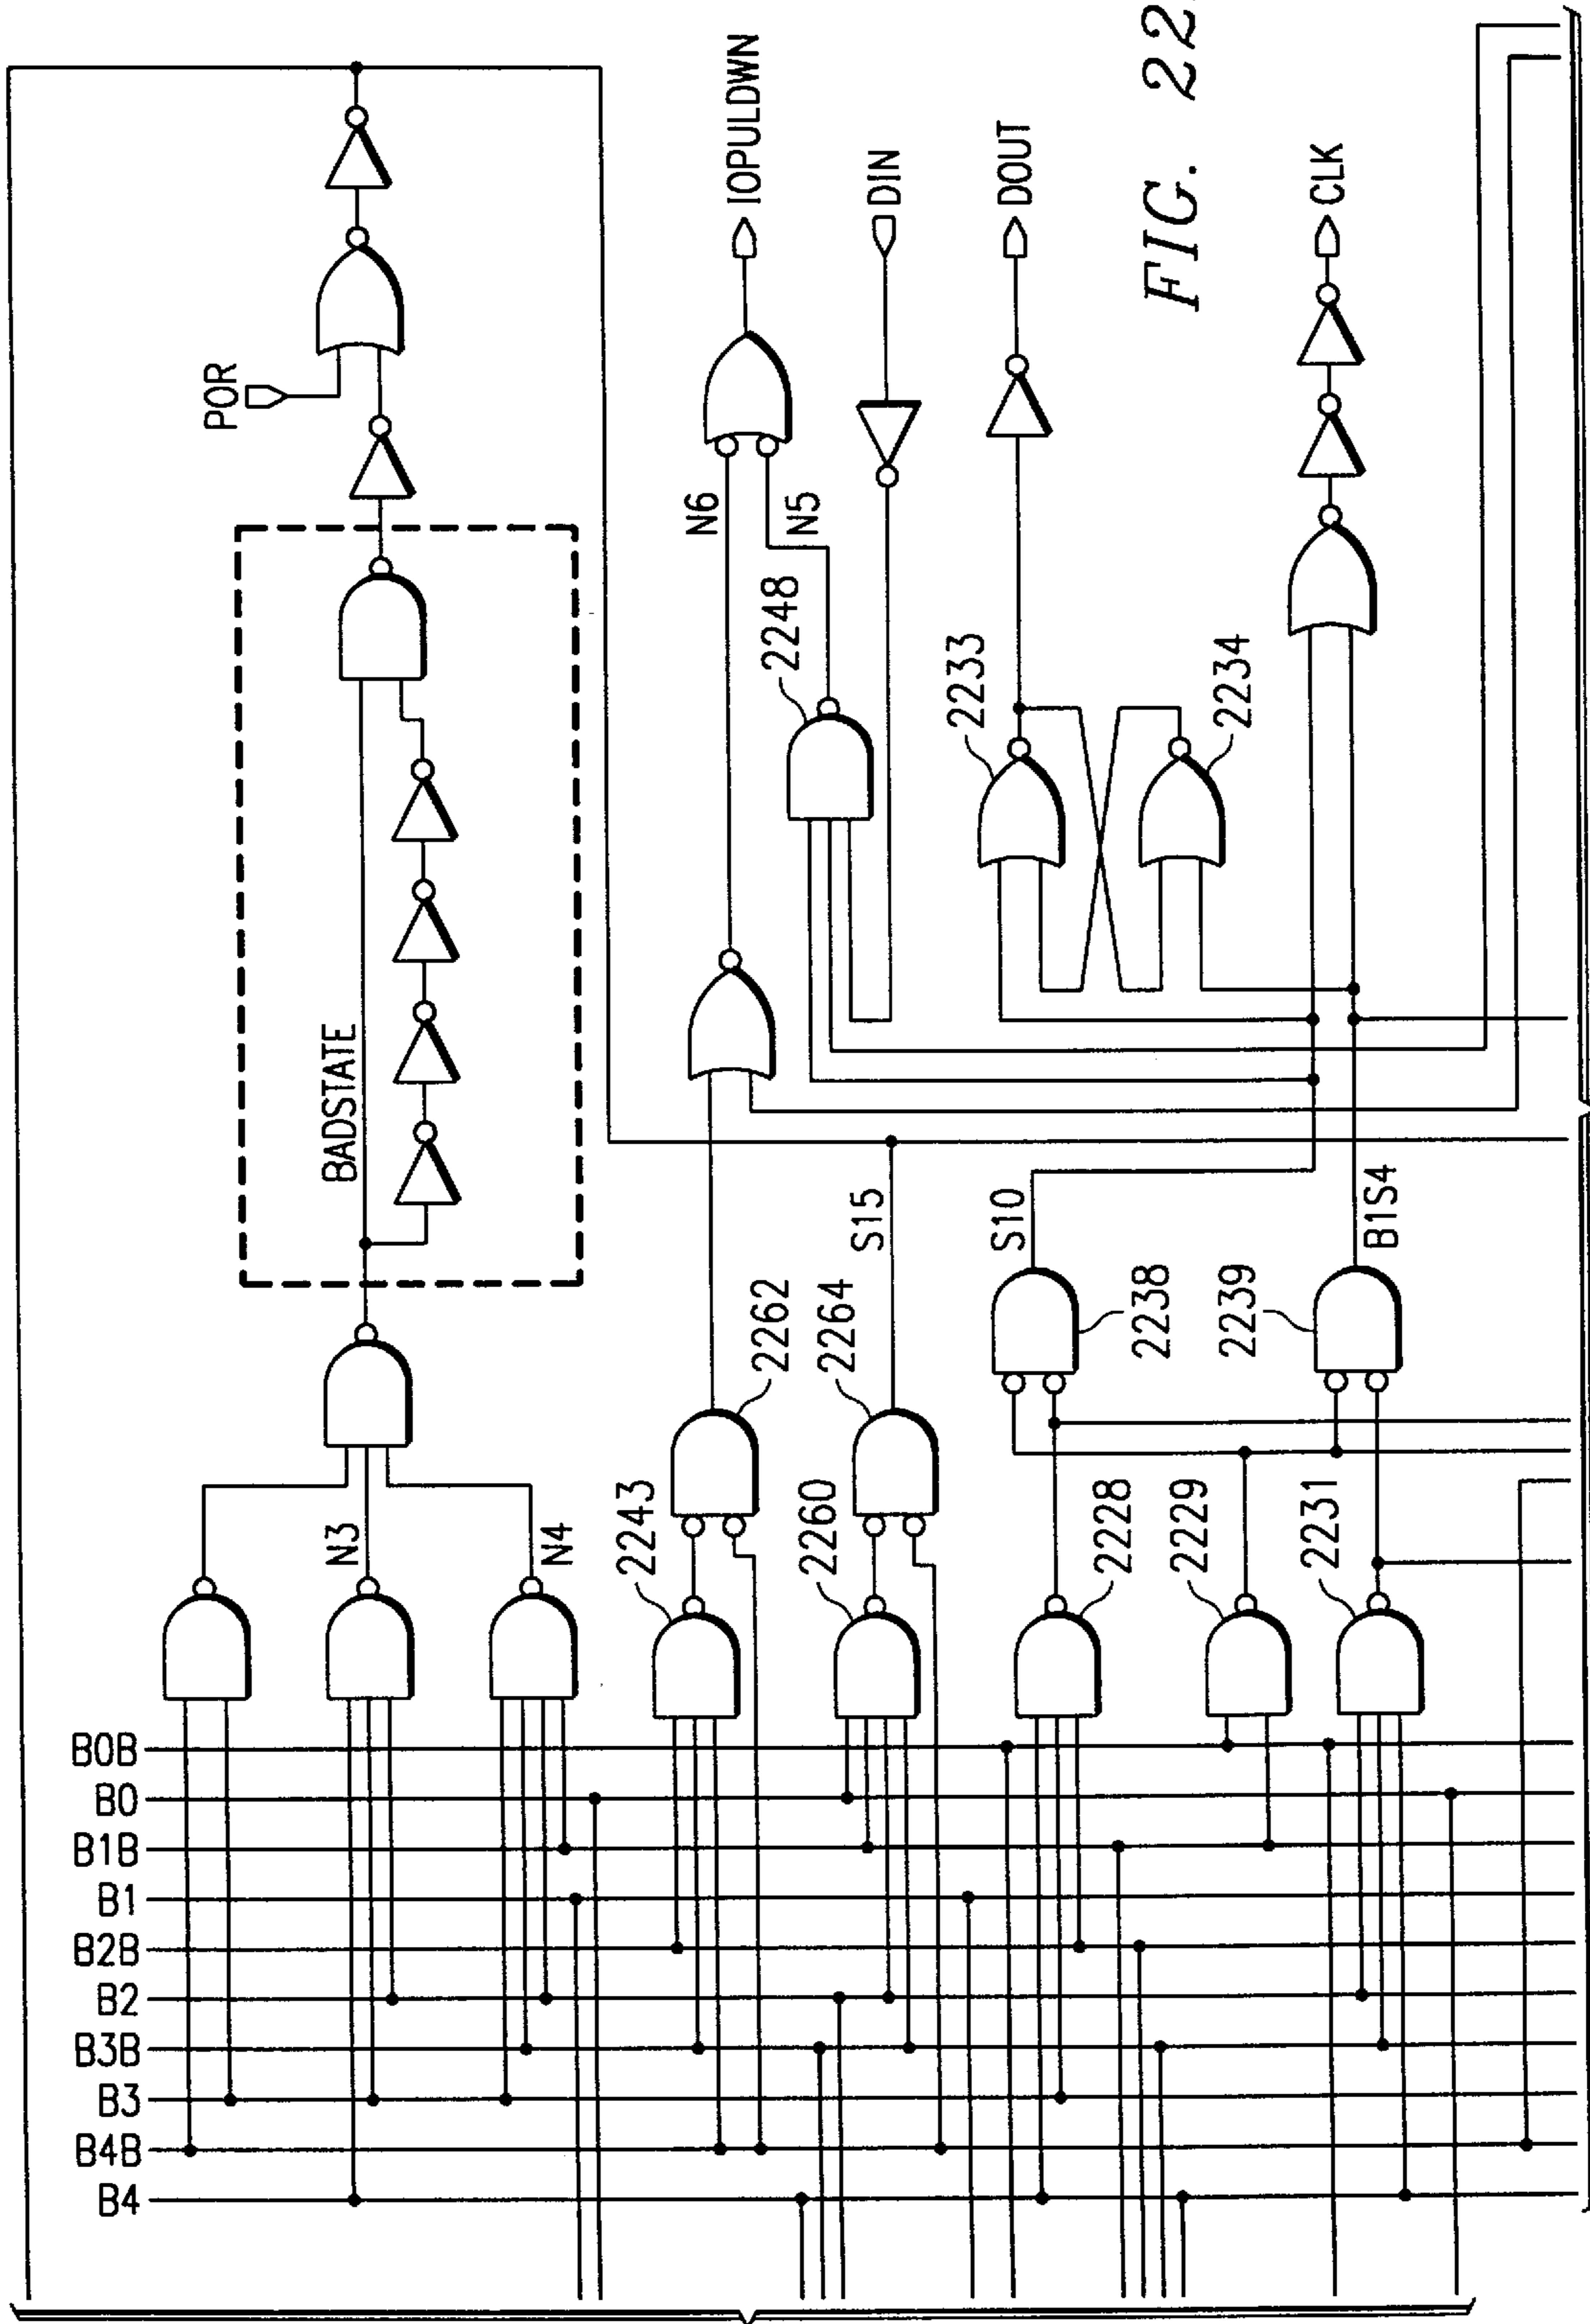 POR
IOPULDWN
DIN
DOUT
FIG. 22
CLK
N6
N5
BADSTATE
2248
2233
2234
S15
S10
B1S4
2262
2264
2238
2239
N3
N4
2243
2260
2228
2229
2231
B0B
B0
B1B
B1
B2B
B2
B3B
B3
B4B
B4